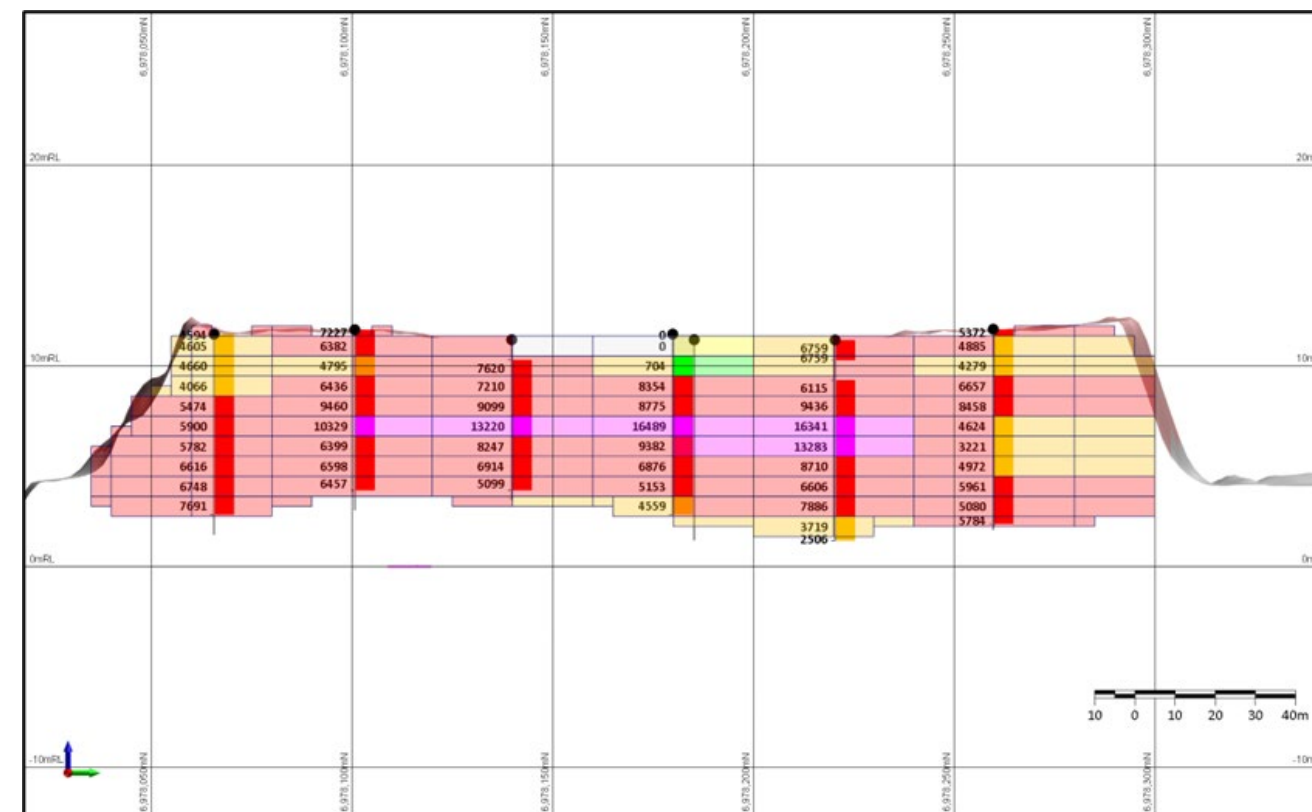 6,978,050mN 6,978,100mN 6,978,150mN 6,978,200mN 6,978,250mN 6,978,300mN
20mRL 20m
4594 7227 0 5372
4605 6382 0 6759 4885
6759
4660 4795 7620 704 4279
4066 6436 7210 8354 6115 6657
5474 9460 9099 8775 9436 8458
5900 10329 13220 16489 16341 4624
5782 6399 8247 9382 13283 3221
6616 6598 6914 6876 8710 4972
6748 6457 5099 5153 6606 5961
7691 4559 7886 5080
3719 5784
2506
10mRL 10m
0mRL 0m
10 0 10 20 30 40m
-10mRL -10m
6,978,050mN 6,978,100mN 6,978,150mN 6,978,200mN 6,978,250mN 6,978,300mN